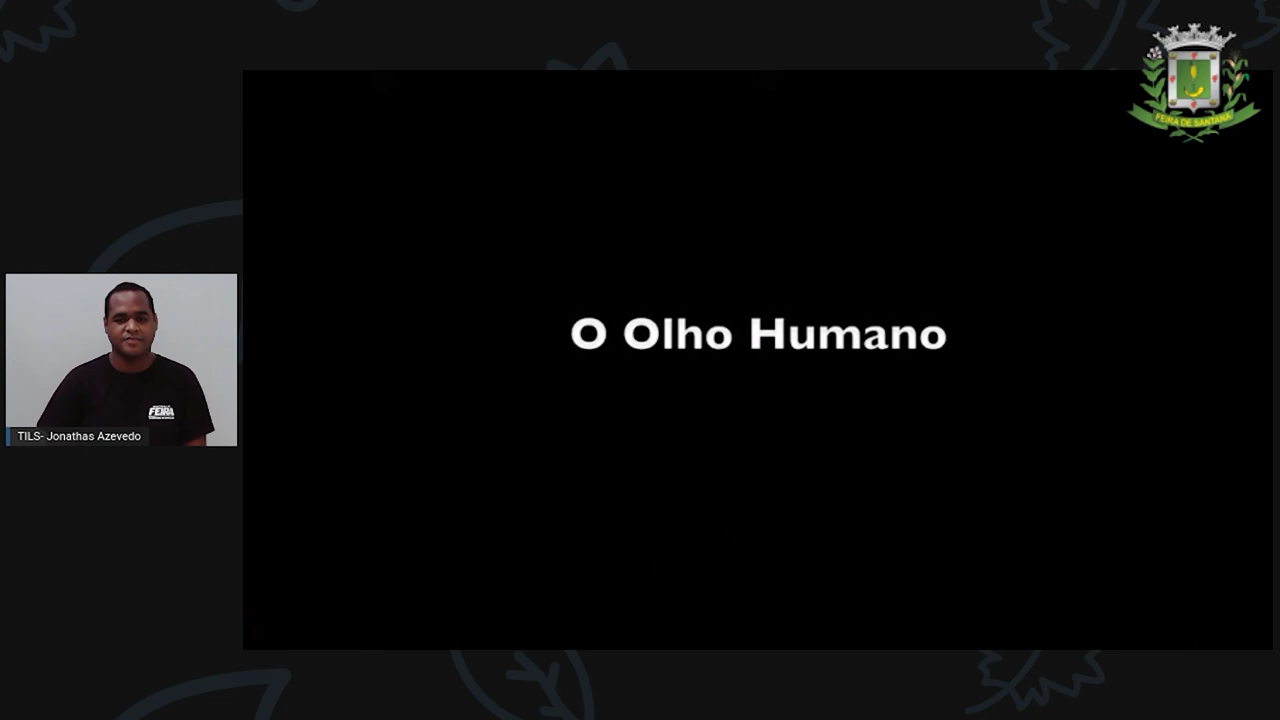 FEIRA DE SANTANA
O Olho Humano
FEIRA
TILS- Jonathas Azevedo